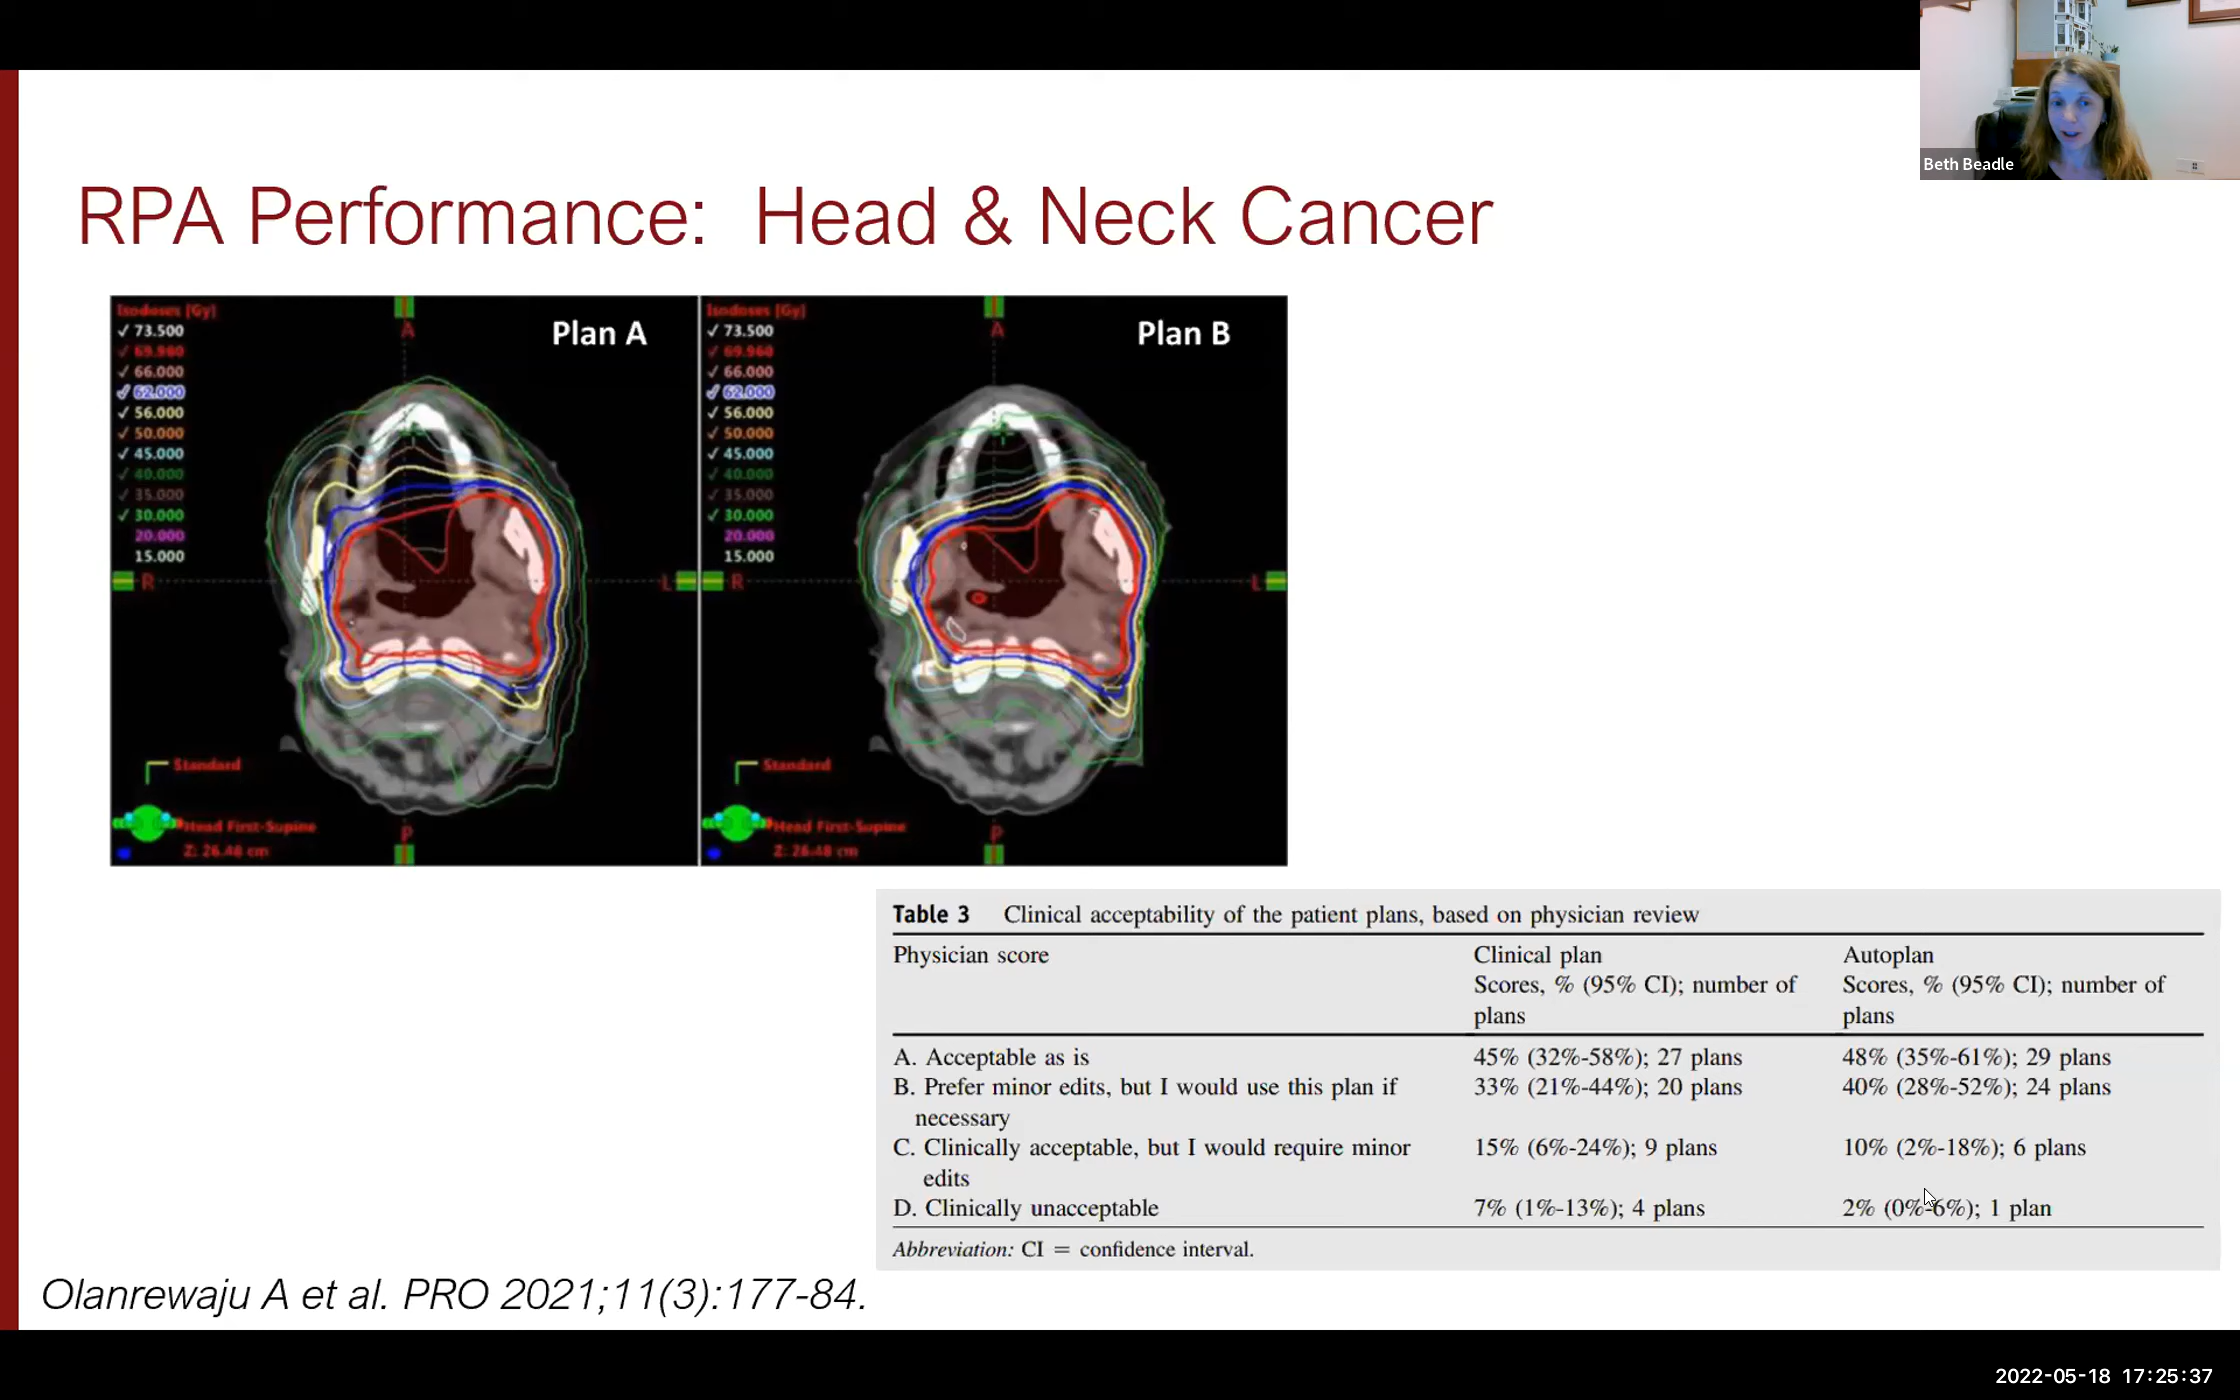 Beth Beadle
RPA Performance: Head & Neck Cancer
Isodoses [Gy]
✓ 73.500
✓ 69.960
✓ 66.000
✓ 62.000
✓ 56.000
✓ 50.000
✓ 45.000
✓ 40.000
✓ 35.000
✓ 30.000
20.000
15.000
A
Plan A
R
L
Standard
Head First-Supine
Z: 26.48 cm
P
Isodoses [Gy]
✓ 73.500
✓ 69.960
✓ 66.000
✓ 62.000
✓ 56.000
✓ 50.000
✓ 45.000
✓ 40.000
✓ 35.000
✓ 30.000
20.000
15.000
A
Plan B
R
L
Standard
Head First-Supine
Z: 26.48 cm
P
Table 3 Clinical acceptability of the patient plans, based on physician review
Physician score Clinical plan Autoplan
Scores, % (95% CI); number of Scores, % (95% CI); number of
plans plans
A. Acceptable as is 45% (32%-58%); 27 plans 48% (35%-61%); 29 plans
B. Prefer minor edits, but I would use this plan if 33% (21%-44%); 20 plans 40% (28%-52%); 24 plans
necessary
C. Clinically acceptable, but I would require minor 15% (6%-24%); 9 plans 10% (2%-18%); 6 plans
edits
D. Clinically unacceptable 7% (1%-13%); 4 plans 2% (0%-6%); 1 plan
Abbreviation: CI = confidence interval.
Olanrewaju A et al. PRO 2021;11(3):177-84.
2022-05-18 17:25:37